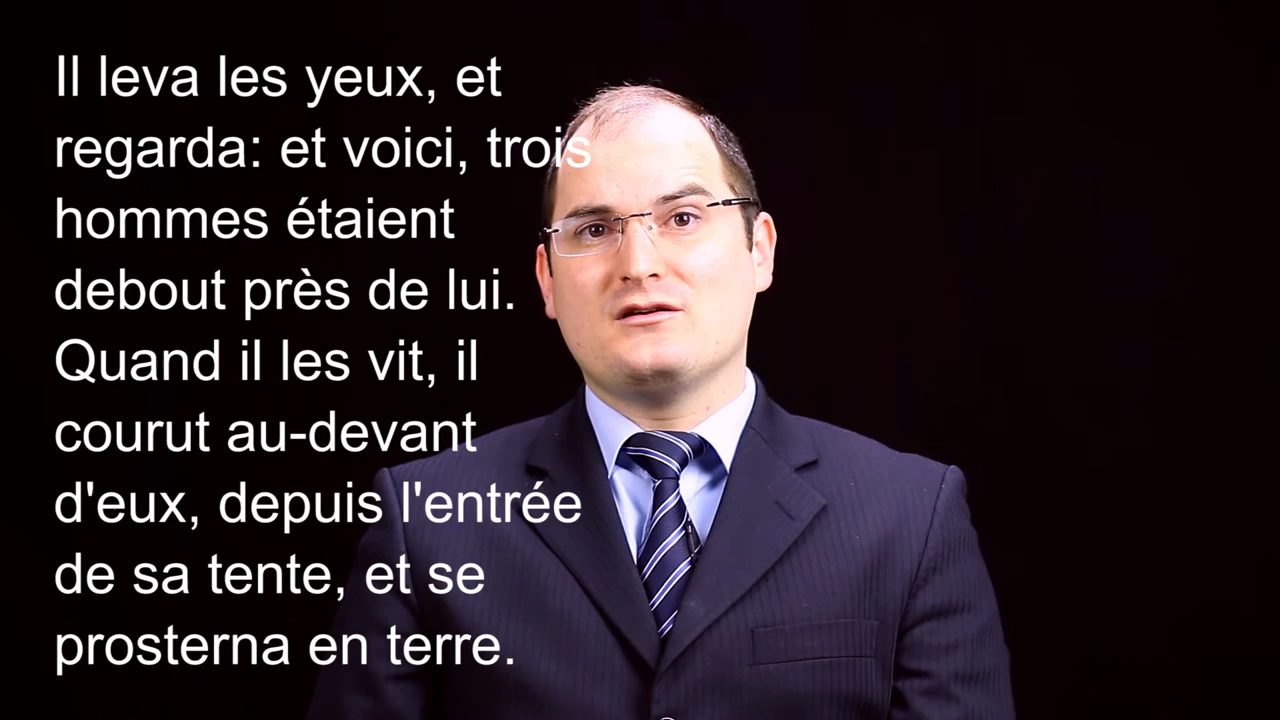 Il leva les yeux, et
regarda: et voici, trois
hommes étaient
debout près de lui.
Quand il les vit, il
courut au-devant
d'eux, depuis l'entrée
de sa tente, et se
prosterna en terre.